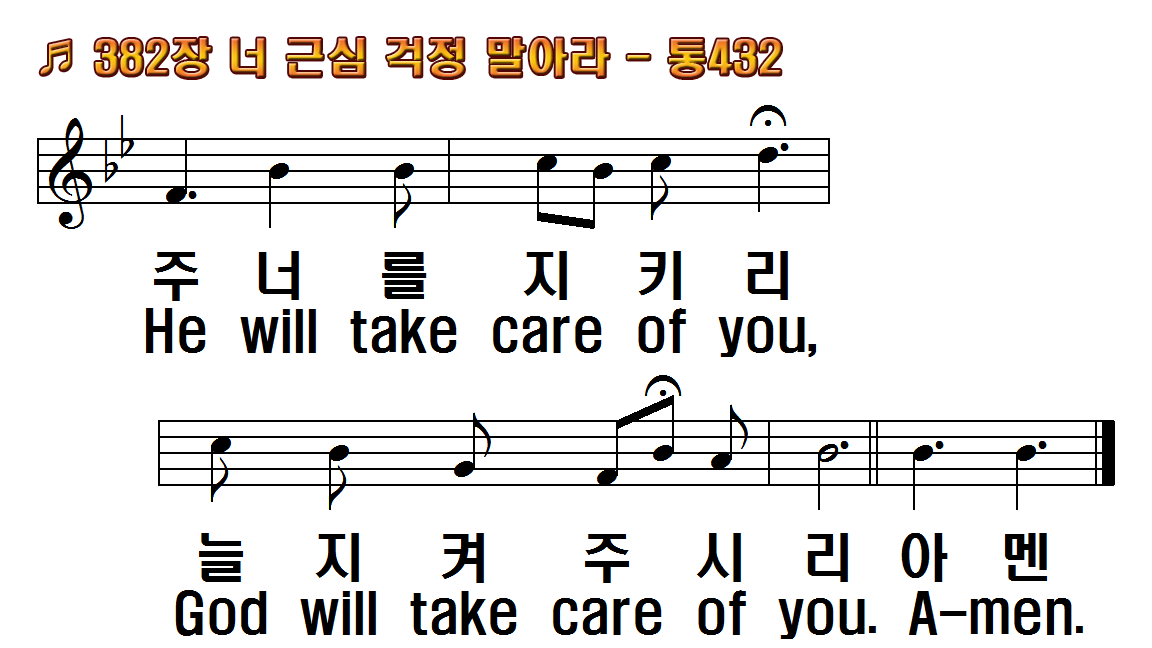 ♬ 382장 너 근심 걱정 말아라 - 통432
주 너 를 지 키 리
He will take care of you,
늘 지 켜 주 시 리 아 멘
God will take care of you. A-men.